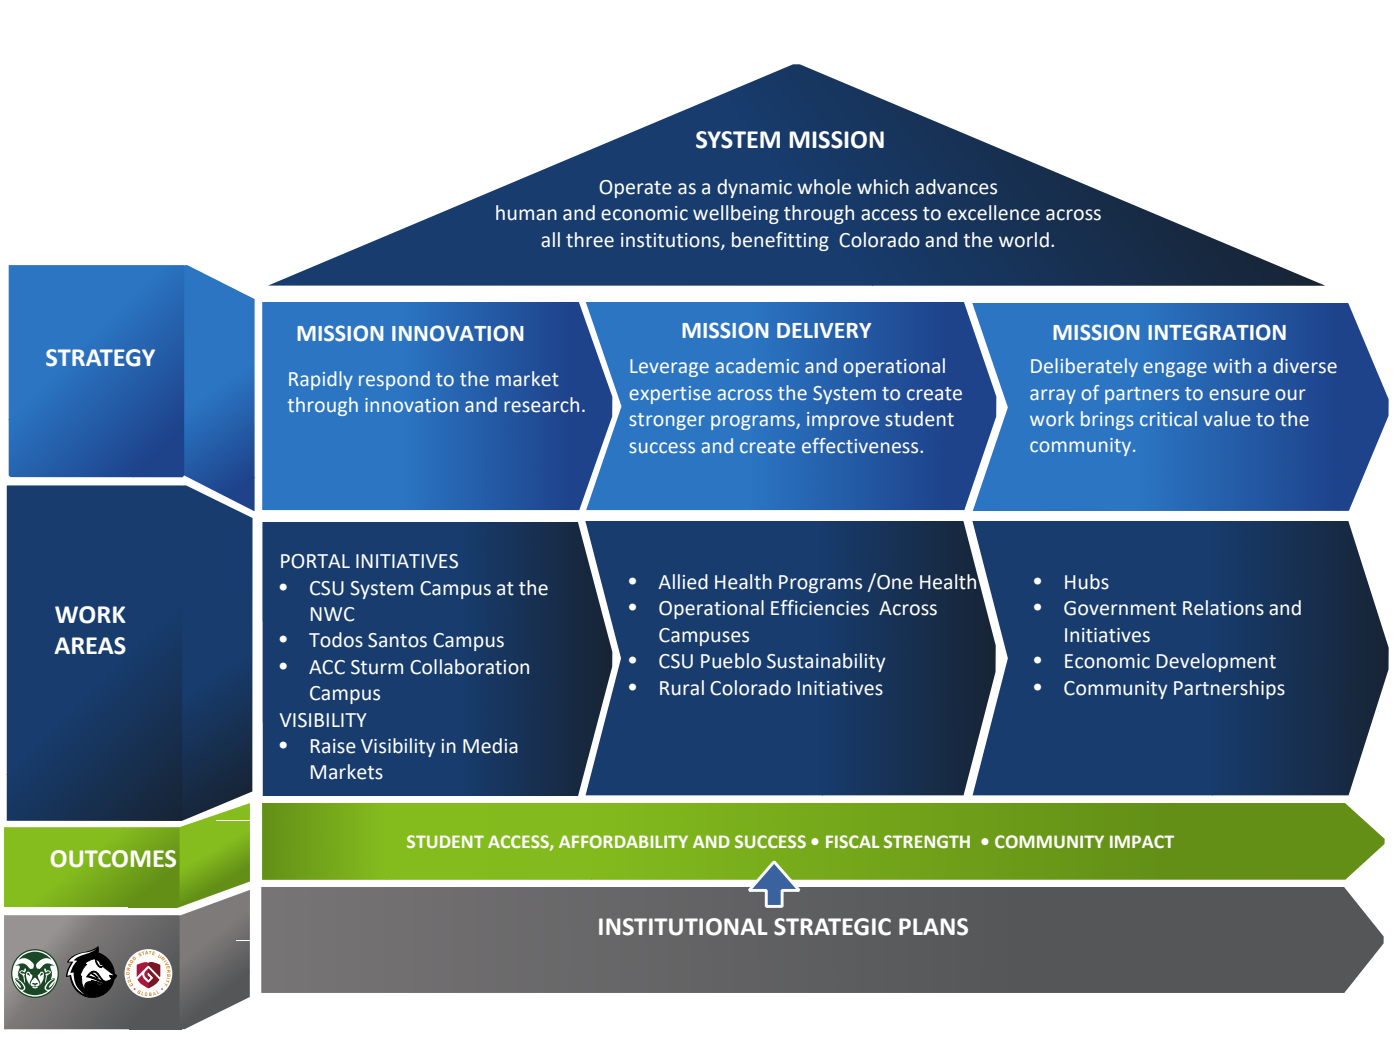 SYSTEM MISSION
Operate as a dynamic whole which advances
human and economic wellbeing through access to excellence across
all three institutions, benefitting  Colorado and the world.
STRATEGY
MISSION INNOVATION
Rapidly respond to the market
through innovation and research.
MISSION DELIVERY
Leverage academic and operational
expertise across the System to create
stronger programs, improve student
success and create effectiveness.
MISSION INTEGRATION
Deliberately engage with a diverse
array of partners to ensure our
work brings critical value to the
community.
WORK
AREAS
PORTAL INITIATIVES
• CSU System Campus at the
NWC
• Todos Santos Campus
• ACC Sturm Collaboration
Campus
VISIBILITY
• Raise Visibility in Media
Markets
• Allied Health Programs /One Health
• Operational Efficiencies  Across
Campuses
• CSU Pueblo Sustainability
• Rural Colorado Initiatives
• Hubs
• Government Relations and
Initiatives
• Economic Development
• Community Partnerships
OUTCOMES
STUDENT ACCESS, AFFORDABILITY AND SUCCESS • FISCAL STRENGTH • COMMUNITY IMPACT
INSTITUTIONAL STRATEGIC PLANS
COLORADO STATE UNIVERSITY
GLOBAL